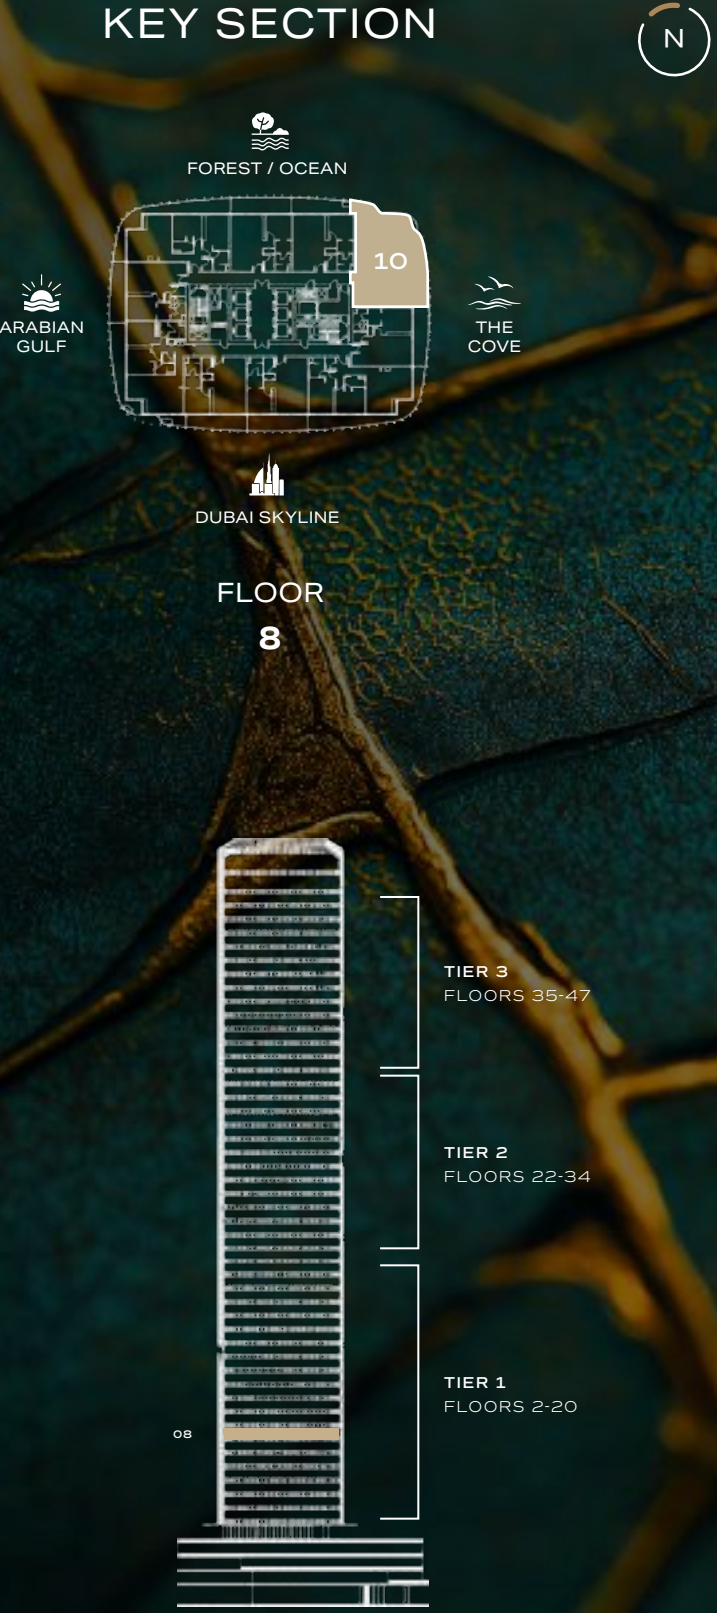 KEY SECTION
N
FOREST / OCEAN
10
ARABIAN
GULF
THE
COVE
DUBAI SKYLINE
FLOOR
8
TIER 3
FLOORS 35-47
TIER 2
FLOORS 22-34
TIER 1
FLOORS 2-20
08